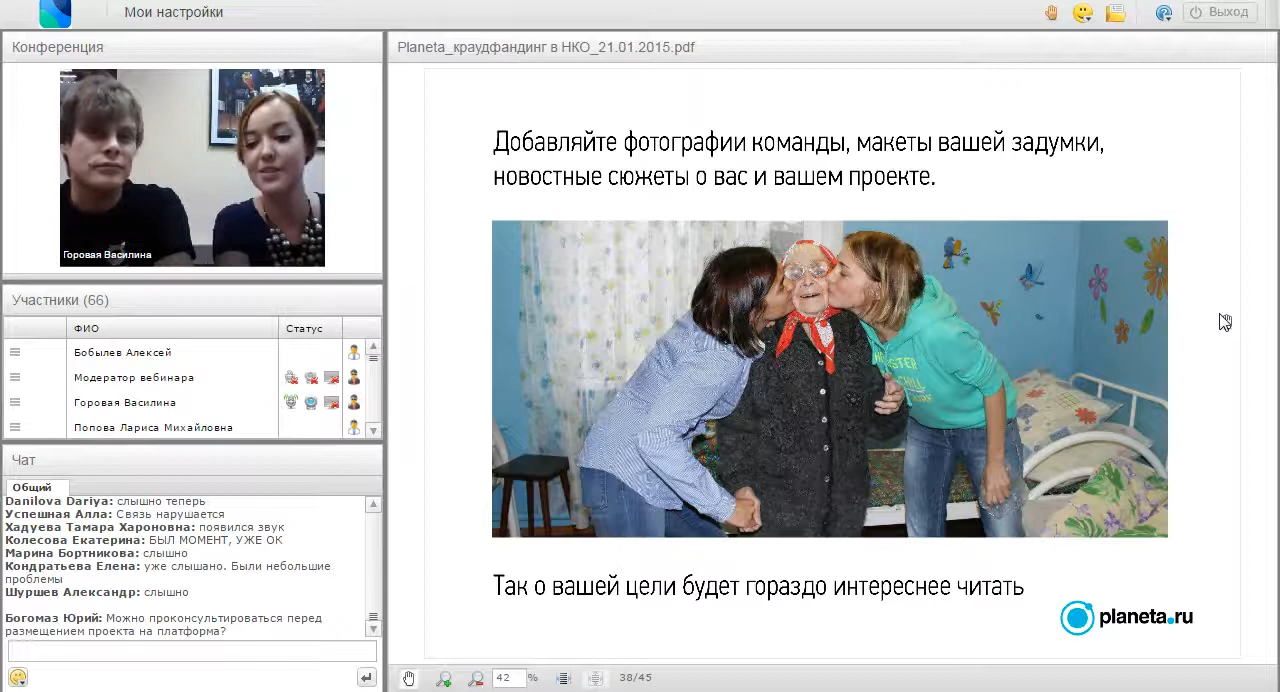 Мои настройки
Выход
Конференция
Горовая Василина
Участники (66)
ФИО
Статус
Бобылев Алексей
Модератор вебинара
Горовая Василина
Попова Лариса Михайловна
Чат
Общий
Danilova Dariya: слышно теперь
Успешная Алла: Связь нарушается
Хадуева Тамара Хароновна: появился звук
Колесова Екатерина: БЫЛ МОМЕНТ, УЖЕ ОК
Марина Бортникова: слышно
Кондратьева Елена: уже слышано. Были небольшие
проблемы
Шуршев Александр: слышно
Богомаз Юрий: Можно проконсультироваться перед
размещением проекта на платформа?
Planeta_краудфандинг в НКО_21.01.2015.pdf
Добавляйте фотографии команды, макеты вашей задумки,
новостные сюжеты о вас и вашем проекте.
CHILL
Так о вашей цели будет гораздо интереснее читать
planeta.ru
42 %
38/45